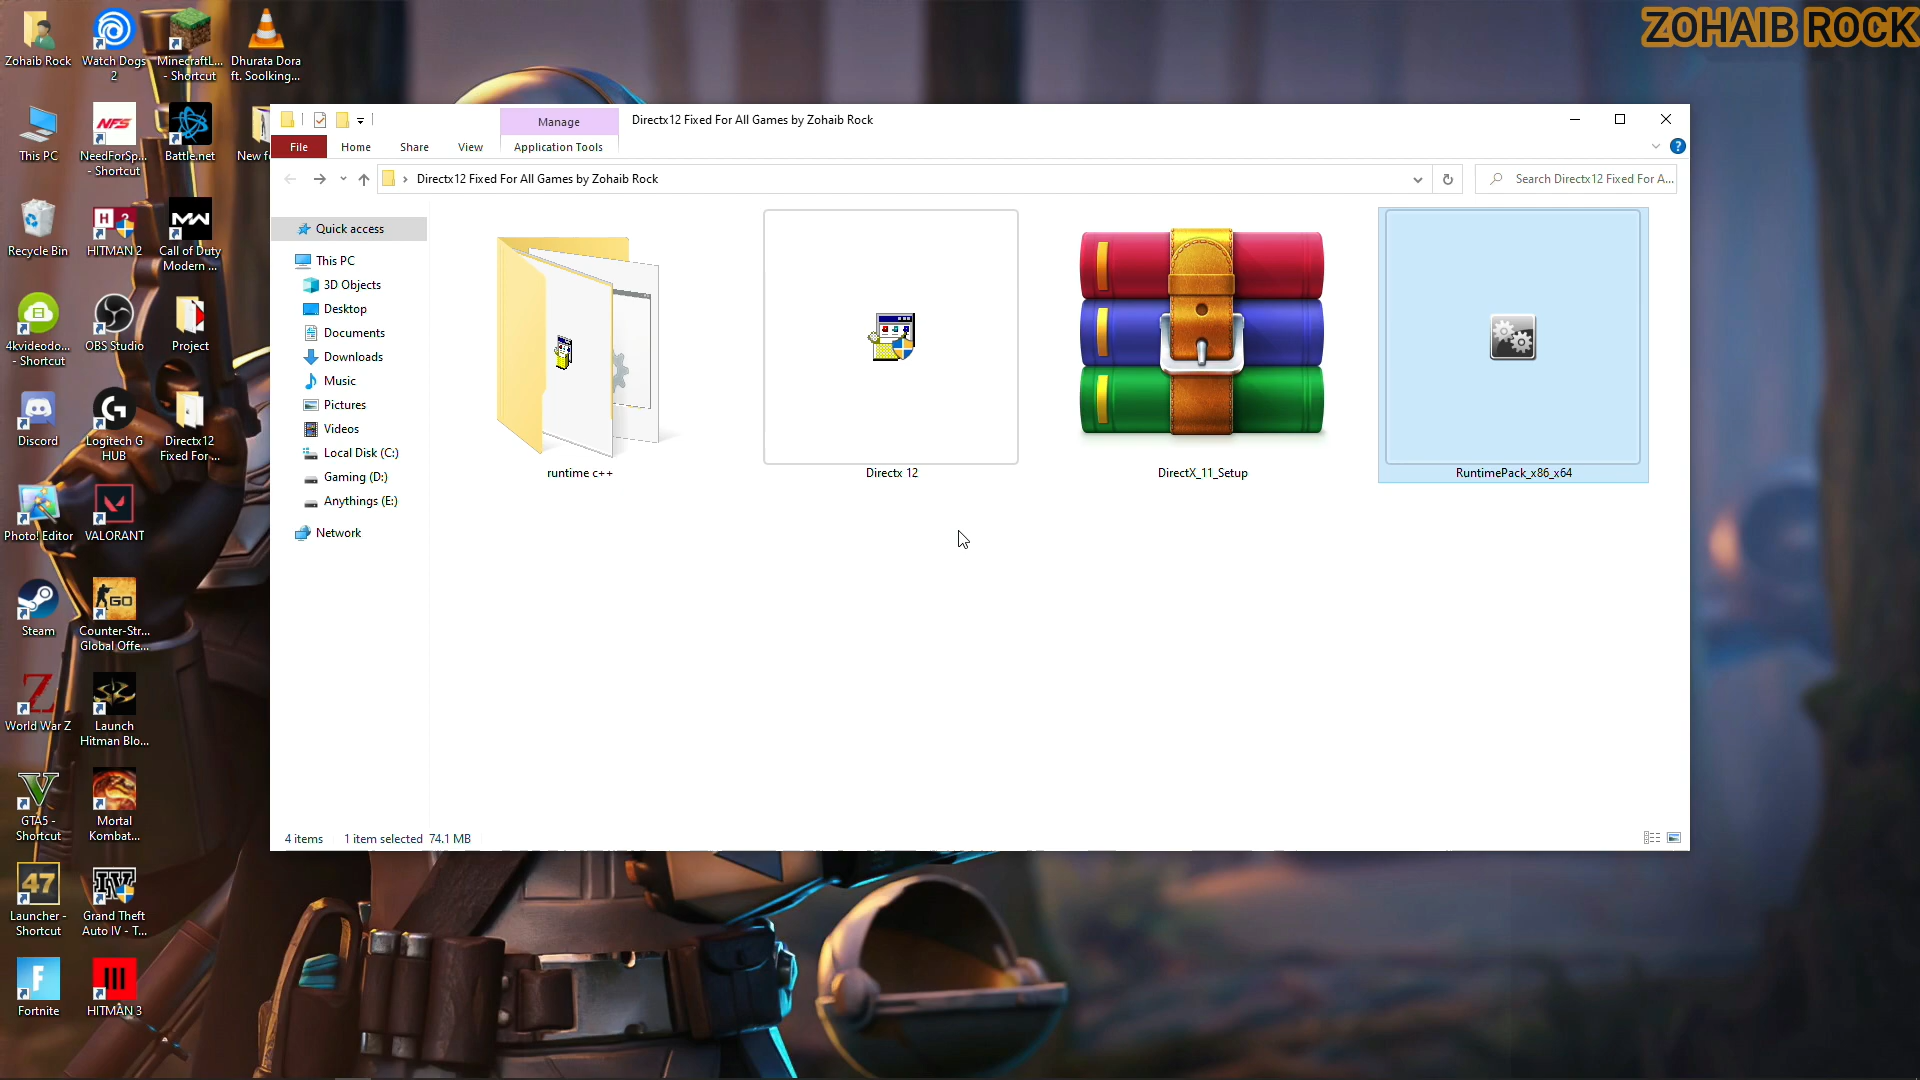 ZOHAIB ROCK
Zohaib Rock
Watch Dogs
2
MinecraftL...
- Shortcut
Dhurata Dora
ft. Soolking...
This PC
NFS
NeedForSp...
- Shortcut
Battle.net
New f
Recycle Bin
H 2
HITMAN 2
MW
Call of Duty
Modern ...
4kvideodo...
- Shortcut
OBS Studio
Project
Discord
Logitech G
HUB
Directx12
Fixed For ...
Photo! Editor
VALORANT
Steam
GO
Counter-Str...
Global Offe...
Z
World War Z
Launch
Hitman Blo...
V
GTA5 -
Shortcut
Mortal
Kombat...
47
Launcher -
Shortcut
IV
Grand Theft
Auto IV - T...
F
Fortnite
HITMAN 3
Manage
Directx12 Fixed For All Games by Zohaib Rock
File
Home
Share
View
Application Tools
?
› Directx12 Fixed For All Games by Zohaib Rock
Search Directx12 Fixed For A...
Quick access
This PC
3D Objects
Desktop
Documents
Downloads
Music
Pictures
Videos
Local Disk (C:)
Gaming (D:)
Anythings (E:)
Network
runtime c++
Directx 12
DirectX_11_Setup
RuntimePack_x86_x64
4 items
1 item selected 74.1 MB